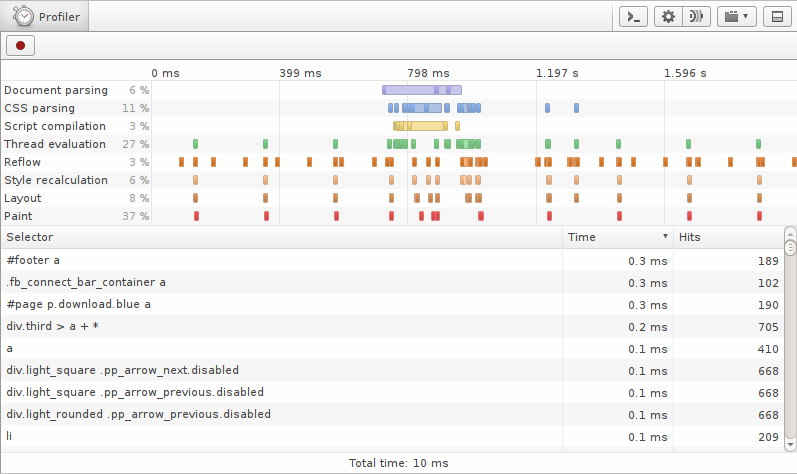 Profiler
0 ms 399 ms 798 ms 1.197 s 1.596 s
Document parsing 6 %
CSS parsing 11 %
Script compilation 3 %
Thread evaluation 27 %
Reflow 3 %
Style recalculation 6 %
Layout 8 %
Paint 37 %
Selector Time Hits
#footer a 0.3 ms 189
.fb_connect_bar_container a 0.3 ms 102
#page p.download.blue a 0.3 ms 190
div.third > a + * 0.2 ms 705
a 0.1 ms 410
div.light_square .pp_arrow_next.disabled 0.1 ms 668
div.light_square .pp_arrow_previous.disabled 0.1 ms 668
div.light_rounded .pp_arrow_previous.disabled 0.1 ms 668
li 0.1 ms 209
Total time: 10 ms